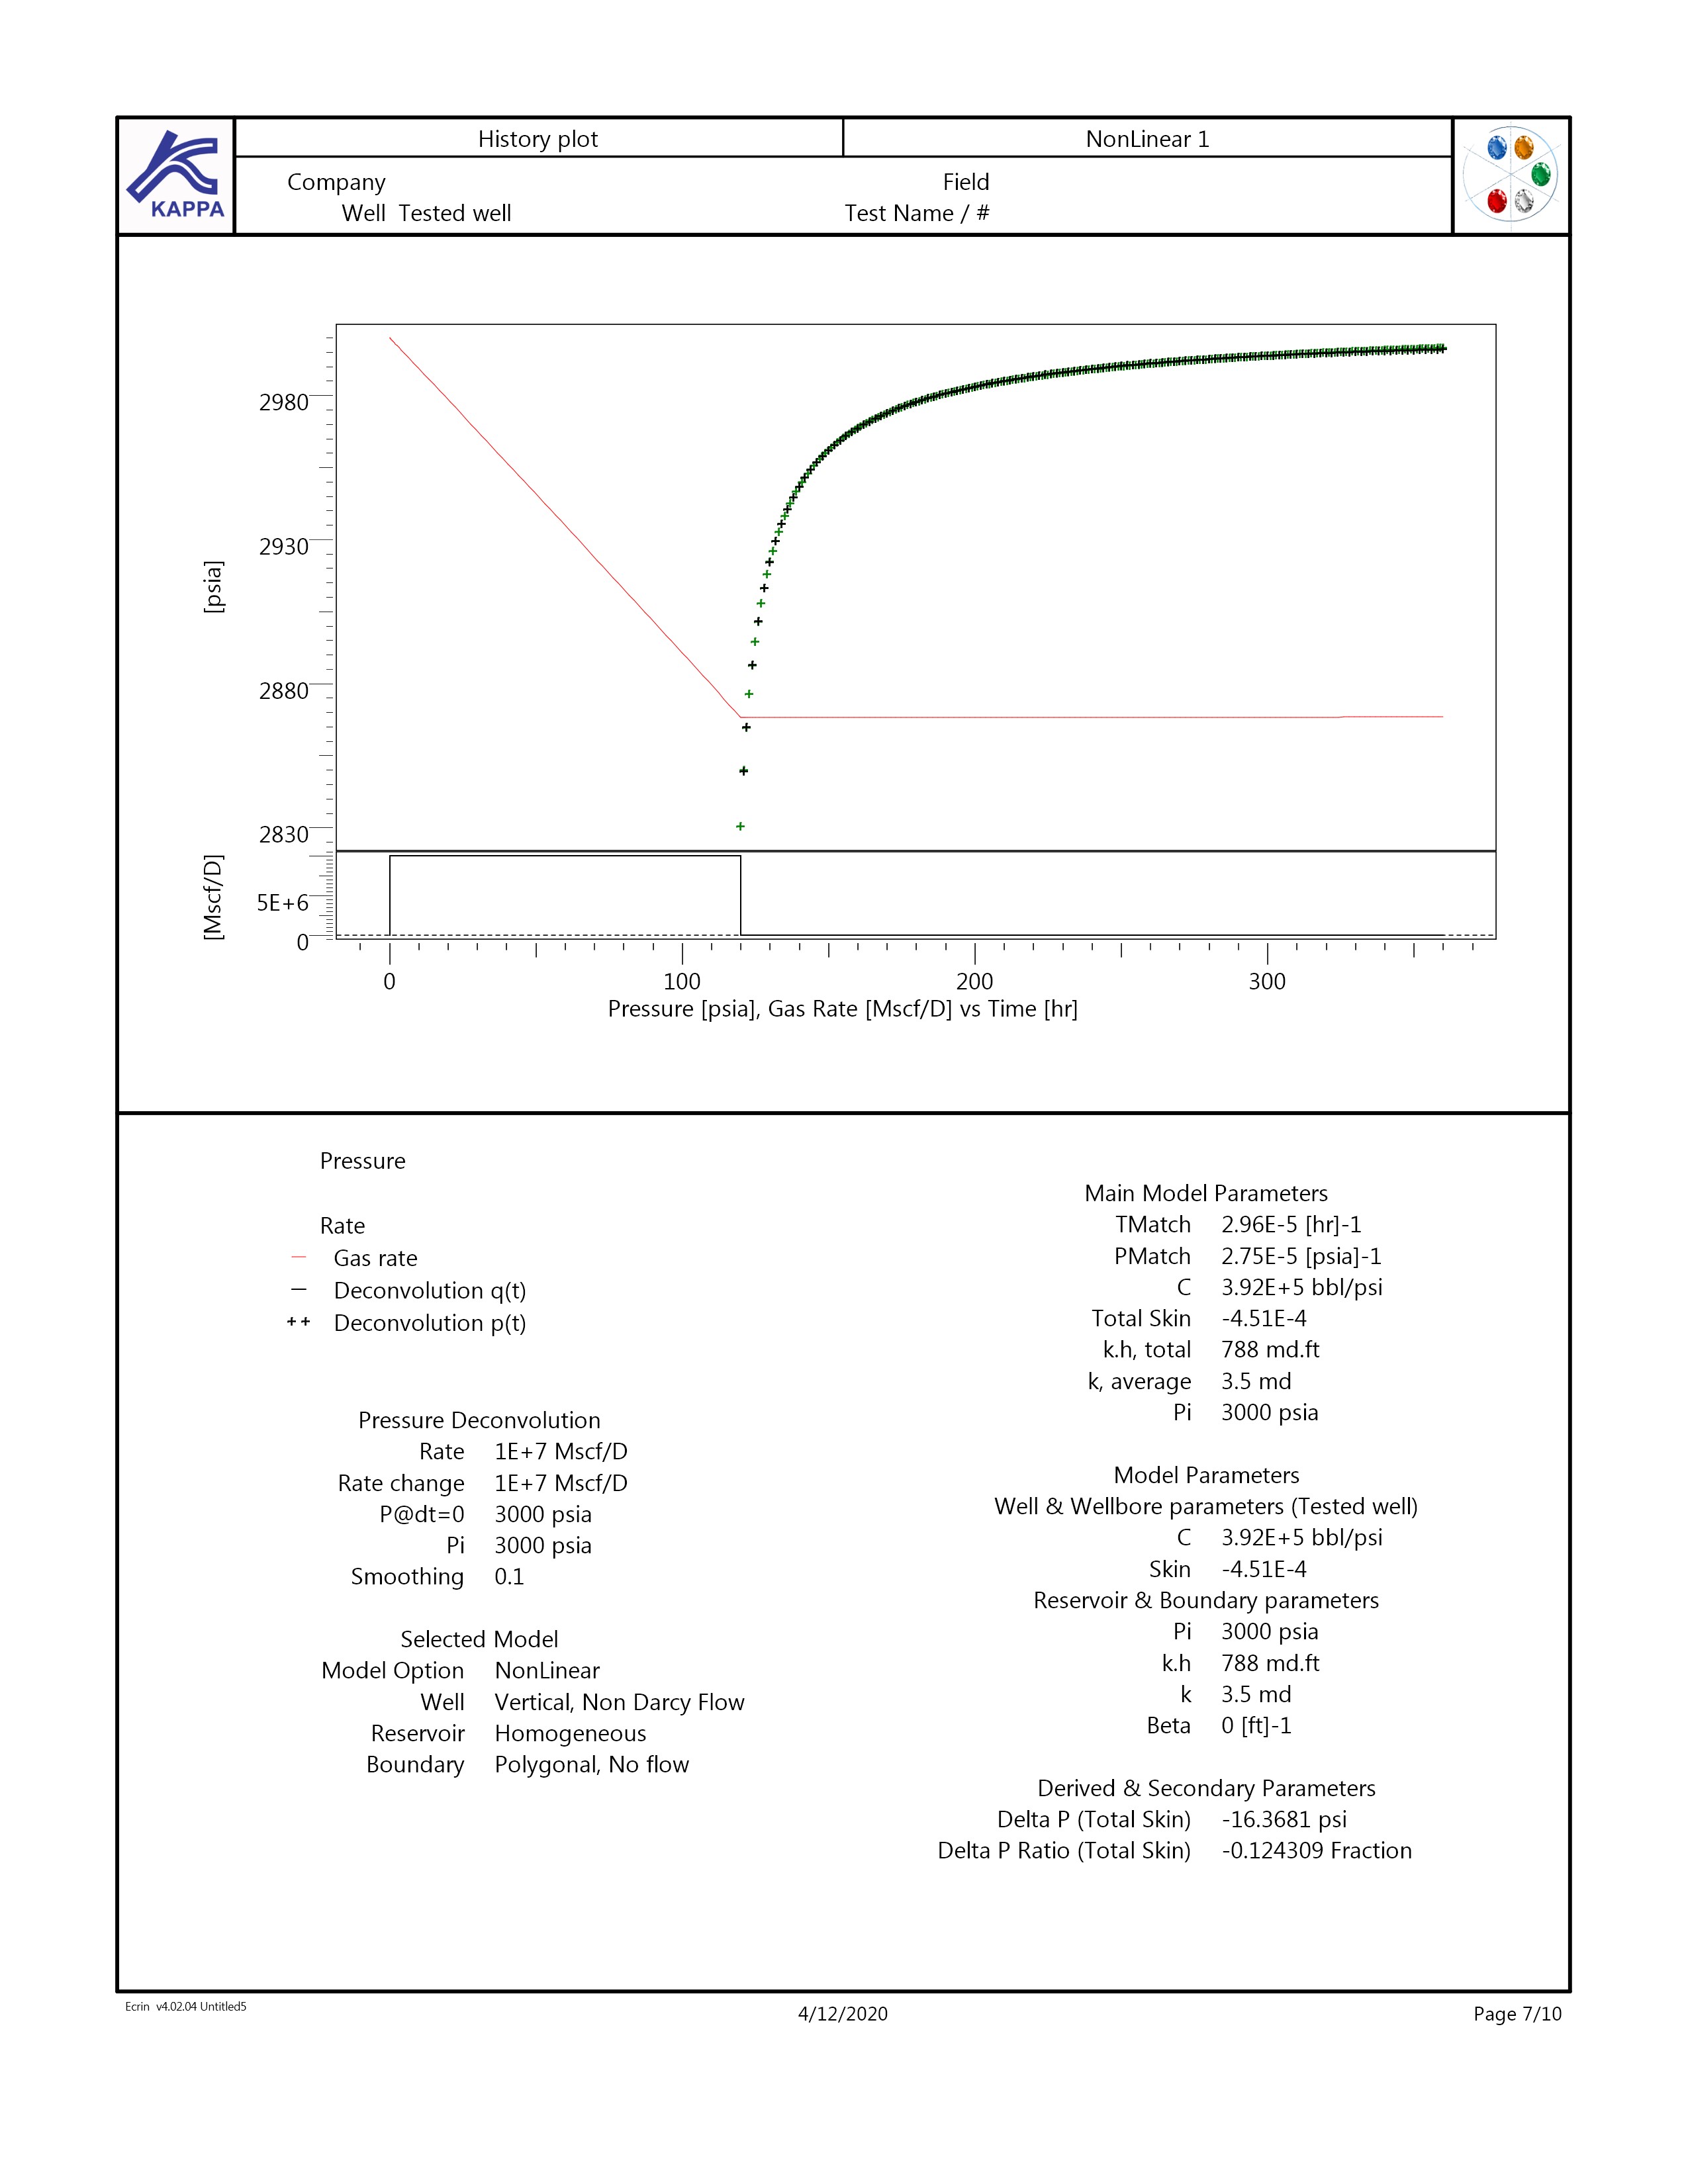 KAPPA
History plot
NonLinear 1
Company
Field
Well Tested well
Test Name / #
[psia]
2980
2930
2880
2830
[Mscf/D]
5E+6
0
0 100 200 300
Pressure [psia], Gas Rate [Mscf/D] vs Time [hr]
Pressure
Rate
Gas rate
Deconvolution q(t)
++ Deconvolution p(t)
Pressure Deconvolution
Rate 1E+7 Mscf/D
Rate change 1E+7 Mscf/D
P@dt=0 3000 psia
Pi 3000 psia
Smoothing 0.1
Selected Model
Model Option NonLinear
Well Vertical, Non Darcy Flow
Reservoir Homogeneous
Boundary Polygonal, No flow
Main Model Parameters
TMatch 2.96E-5 [hr]-1
PMatch 2.75E-5 [psia]-1
C 3.92E+5 bbl/psi
Total Skin -4.51E-4
k.h, total 788 md.ft
k, average 3.5 md
Pi 3000 psia
Model Parameters
Well & Wellbore parameters (Tested well)
C 3.92E+5 bbl/psi
Skin -4.51E-4
Reservoir & Boundary parameters
Pi 3000 psia
k.h 788 md.ft
k 3.5 md
Beta 0 [ft]-1
Derived & Secondary Parameters
Delta P (Total Skin) -16.3681 psi
Delta P Ratio (Total Skin) -0.124309 Fraction
Ecrin v4.02.04 Untitled5
4/12/2020
Page 7/10